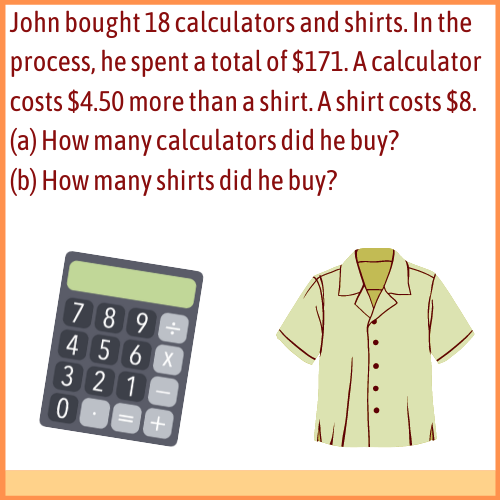 John bought 18 calculators and shirts. In the
process, he spent a total of $171. A calculator
costs $4.50 more than a shirt. A shirt costs $8.
(a) How many calculators did he buy?
(b) How many shirts did he buy?
7 8 9 ÷
4 5 6 x
3 2 1 −
0 . = +